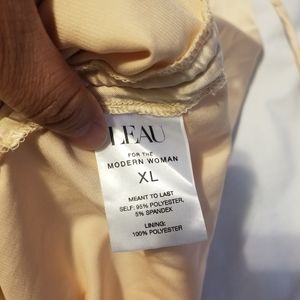 LEAU
FOR THE
MODERN WOMAN
XL
MEANT TO LAST
SELF: 95% POLYESTER,
5% SPANDEX
LINING:
100% POLYESTER